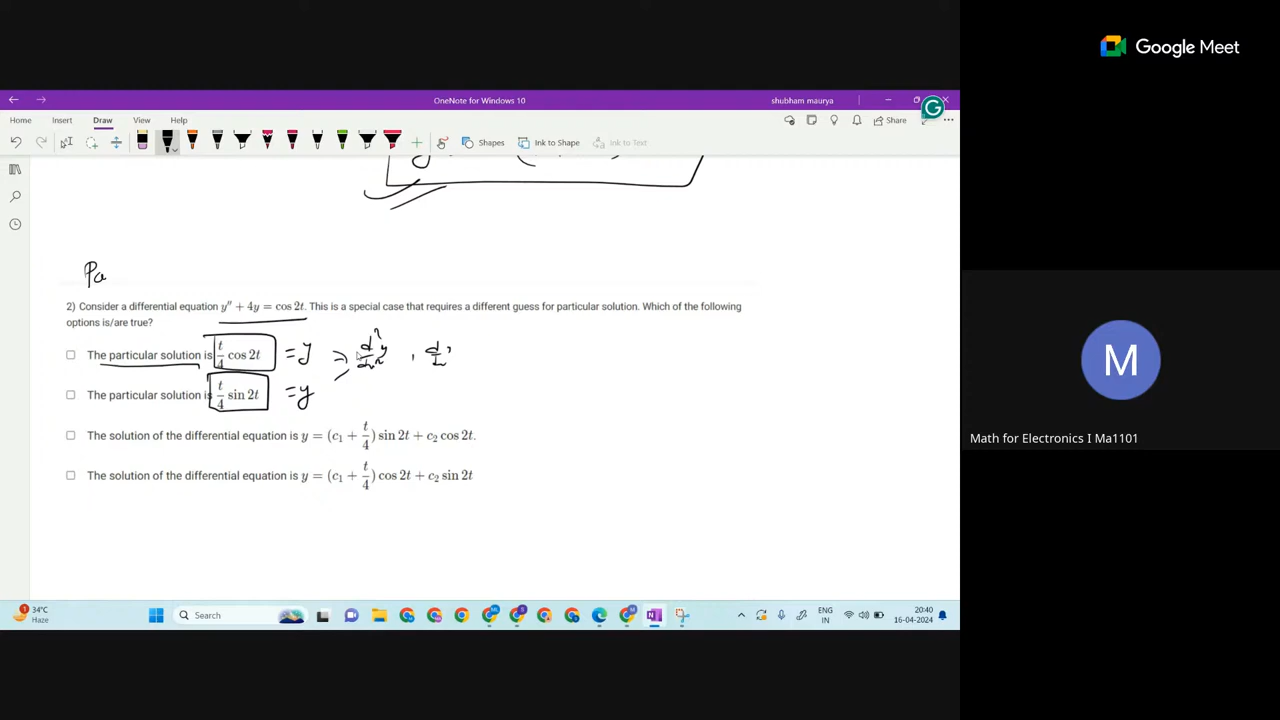 Google Meet
OneNote for Windows 10
shubham maurya
Home Insert Draw View Help
Share
Shapes
Ink to Shape
Ink to Text
Pa
2) Consider a differential equation y'' + 4y = cos 2t. This is a special case that requires a different guess for particular solution. Which of the following
options is/are true?
The particular solution is t/4 cos 2t = y ⇒ d²y/dx² ,
The particular solution is t/4 sin 2t = y
The solution of the differential equation is y = (c₁ + t/4) sin 2t + c₂ cos 2t.
The solution of the differential equation is y = (c₁ + t/4) cos 2t + c₂ sin 2t
M
Math for Electronics I Ma1101
1
34°C
Haze
Search
ENG
IN
20:40
16-04-2024